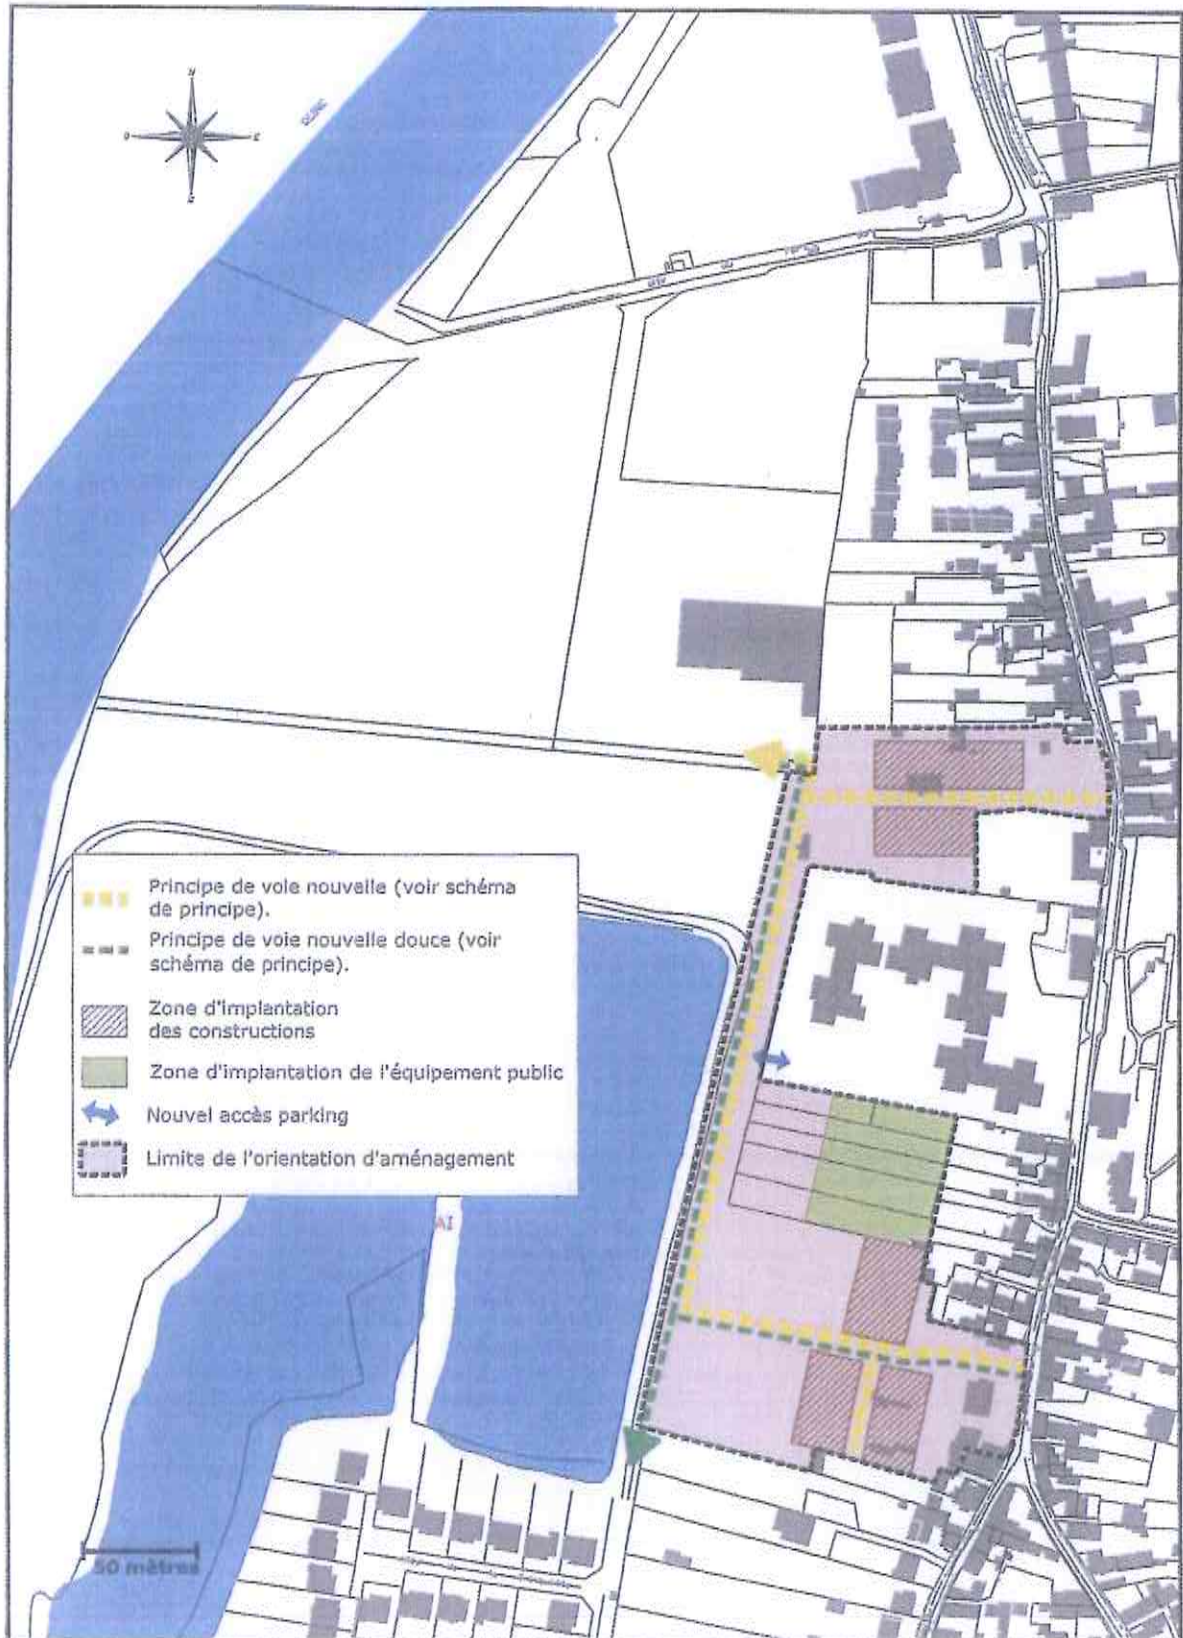 N
O
E
S
Principe de voie nouvelle (voir schéma
de principe).
Principe de voie nouvelle douce (voir
schéma de principe).
Zone d'implantation
des constructions
Zone d'implantation de l'équipement public
Nouvel accès parking
Limite de l'orientation d'aménagement
AI
50 mètres